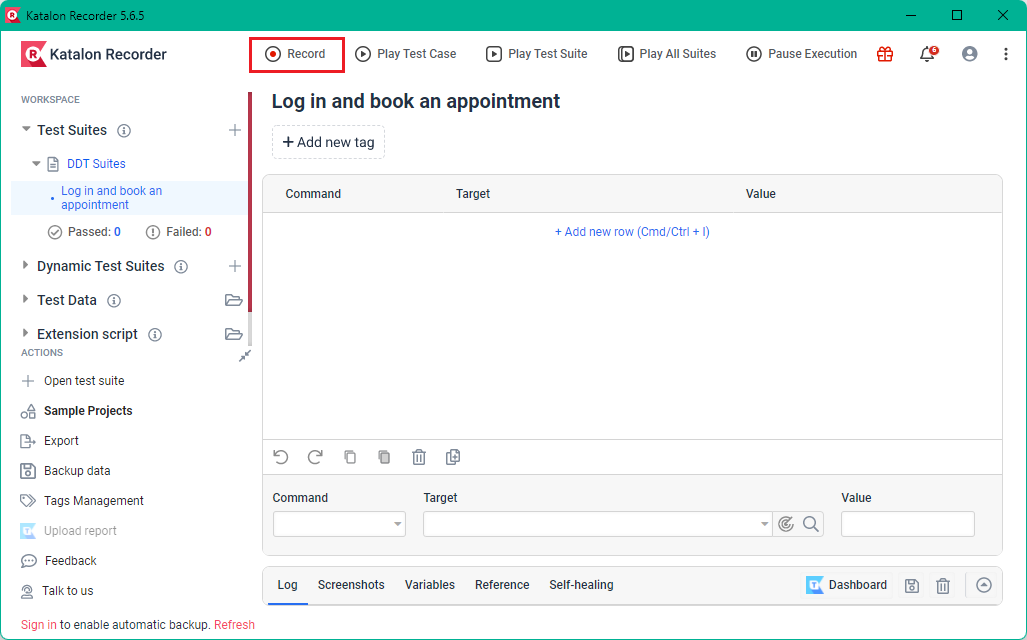 Katalon Recorder 5.6.5
Katalon Recorder
Record
Play Test Case
Play Test Suite
Play All Suites
Pause Execution
6
WORKSPACE
Test Suites
DDT Suites
Log in and book an
appointment
Passed: 0
Failed: 0
Dynamic Test Suites
Test Data
Extension script
ACTIONS
Open test suite
Sample Projects
Export
Backup data
Tags Management
Upload report
Feedback
Talk to us
Sign in to enable automatic backup. Refresh
Log in and book an appointment
+ Add new tag
Command Target Value
+ Add new row (Cmd/Ctrl + I)
Command Target Value
Log Screenshots Variables Reference Self-healing Dashboard